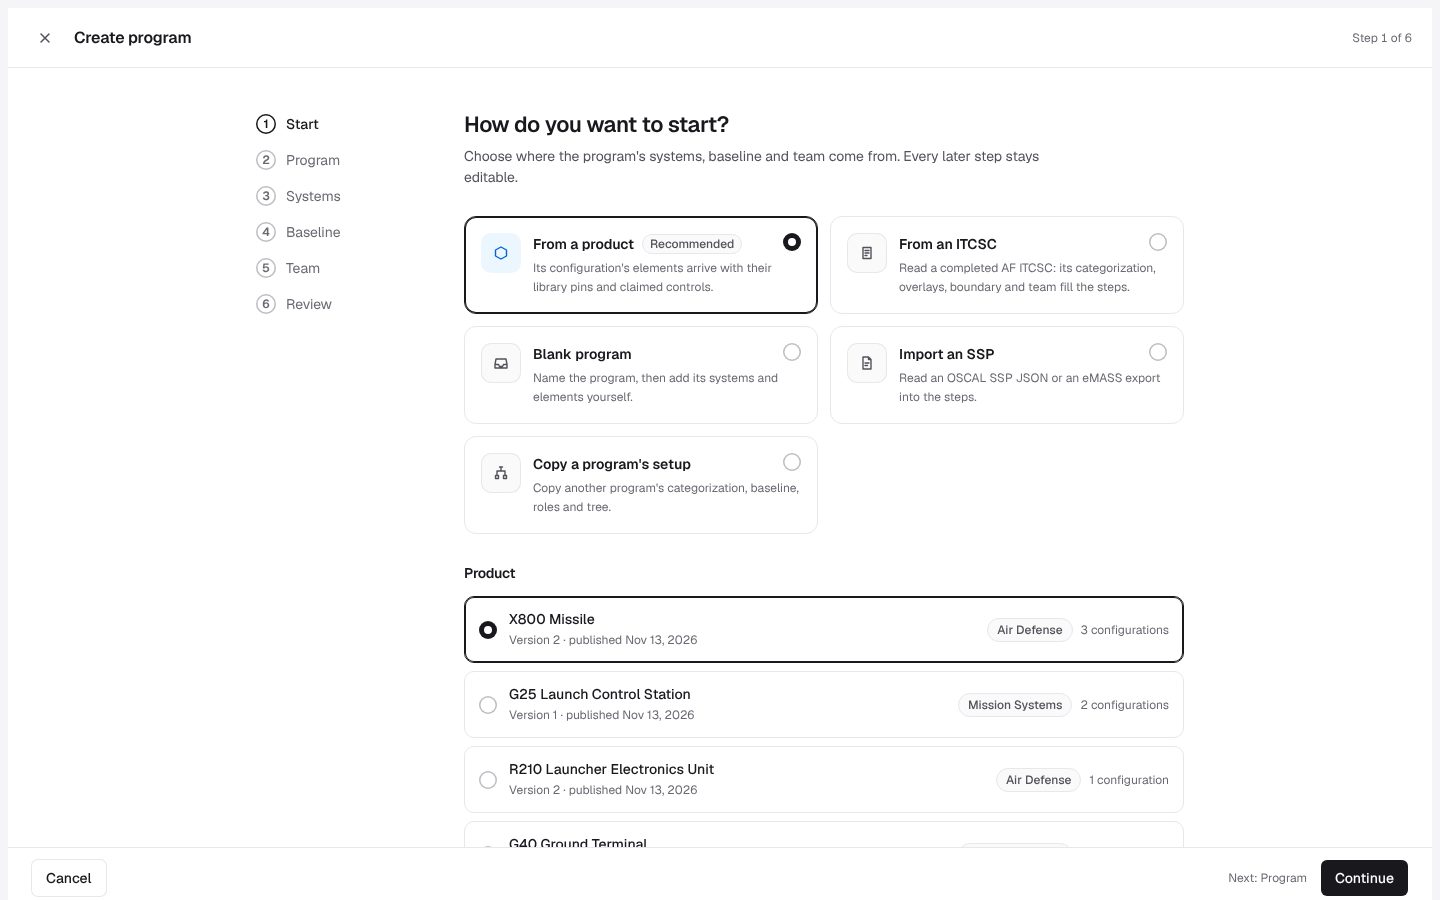 Create program
Step 1 of 6
1 Start
2 Program
3 Systems
4 Baseline
5 Team
6 Review
How do you want to start?
Choose where the program's systems, baseline and team come from. Every later step stays
editable.
From a product Recommended
Its configuration's elements arrive with their
library pins and claimed controls.
From an ITCSC
Read a completed AF ITCSC: its categorization,
overlays, boundary and team fill the steps.
Blank program
Name the program, then add its systems and
elements yourself.
Import an SSP
Read an OSCAL SSP JSON or an eMASS export
into the steps.
Copy a program's setup
Copy another program's categorization, baseline,
roles and tree.
Product
X800 Missile
Version 2 · published Nov 13, 2026
Air Defense 3 configurations
G25 Launch Control Station
Version 1 · published Nov 13, 2026
Mission Systems 2 configurations
R210 Launcher Electronics Unit
Version 2 · published Nov 13, 2026
Air Defense 1 configuration
G40 Ground Terminal
Cancel
Next: Program
Continue